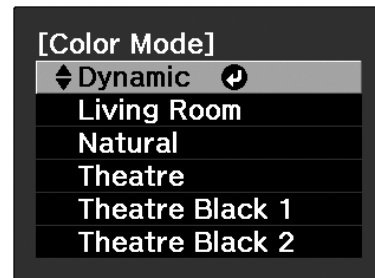 [Color Mode]
Dynamic
Living Room
Natural
Theatre
Theatre Black 1
Theatre Black 2